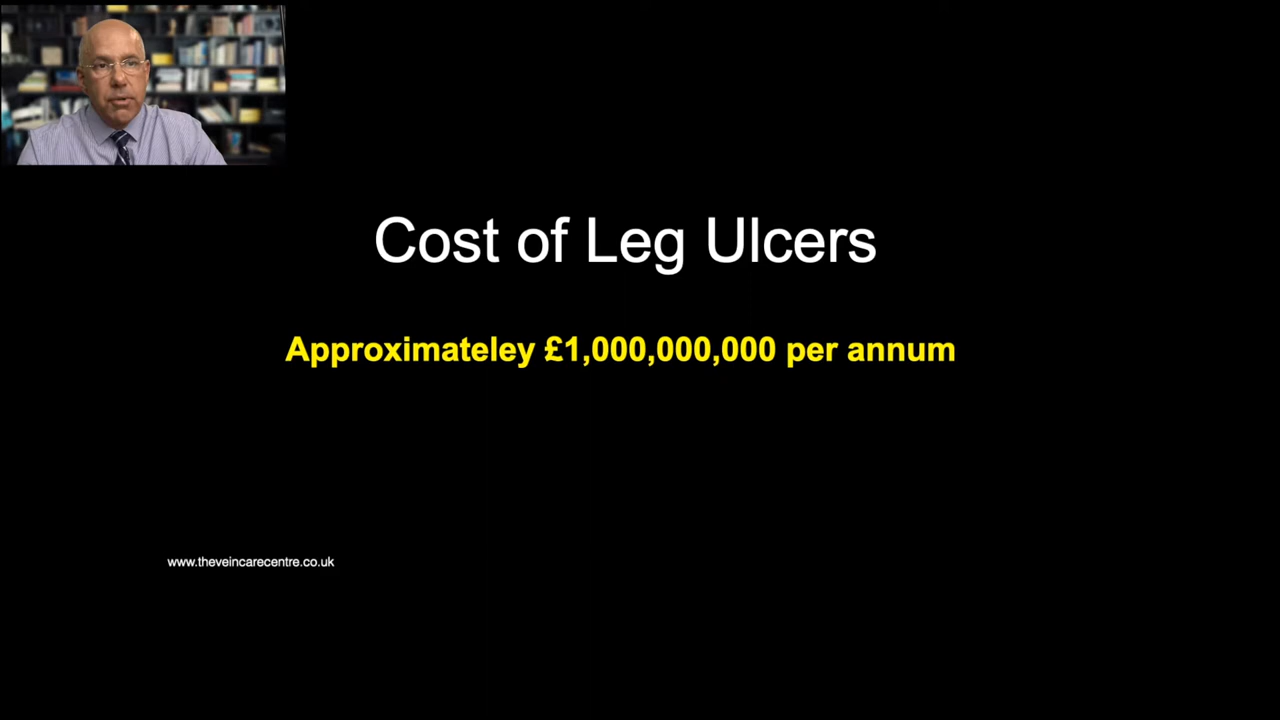 Cost of Leg Ulcers
Approximateley £1,000,000,000 per annum
www.theveincarecentre.co.uk